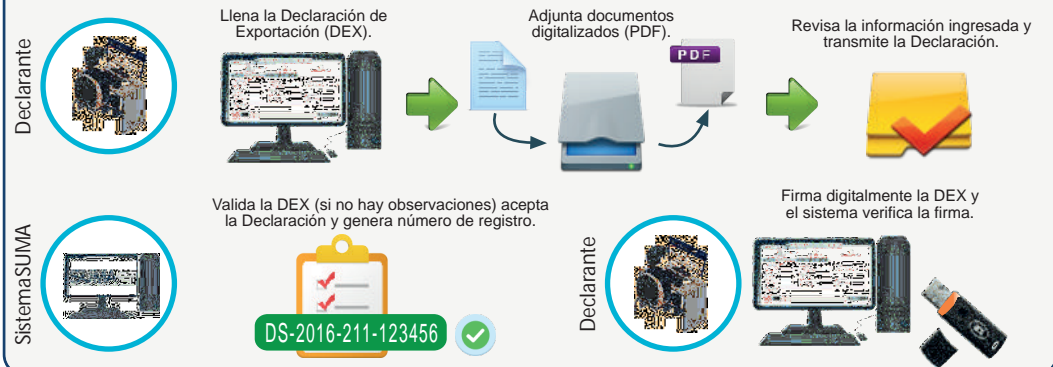 Declarante
Llena la Declaración de
Exportación (DEX).
Adjunta documentos
digitalizados (PDF).
PDF
Revisa la información ingresada y
transmite la Declaración.
SistemaSUMA
Valida la DEX (si no hay observaciones) acepta
la Declaración y genera número de registro.
DS-2016-211-123456
Declarante
Firma digitalmente la DEX y
el sistema verifica la firma.